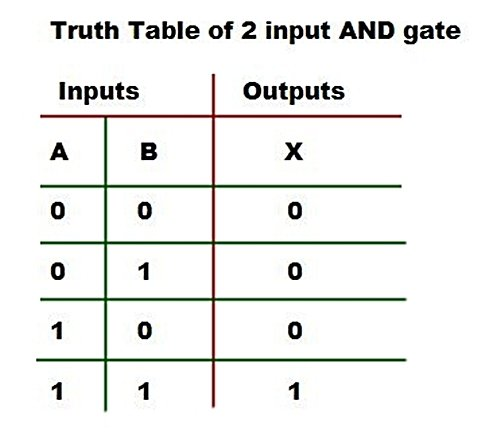 Truth Table of 2 input AND gate
Inputs Outputs
A B X
0 0 0
0 1 0
1 0 0
1 1 1